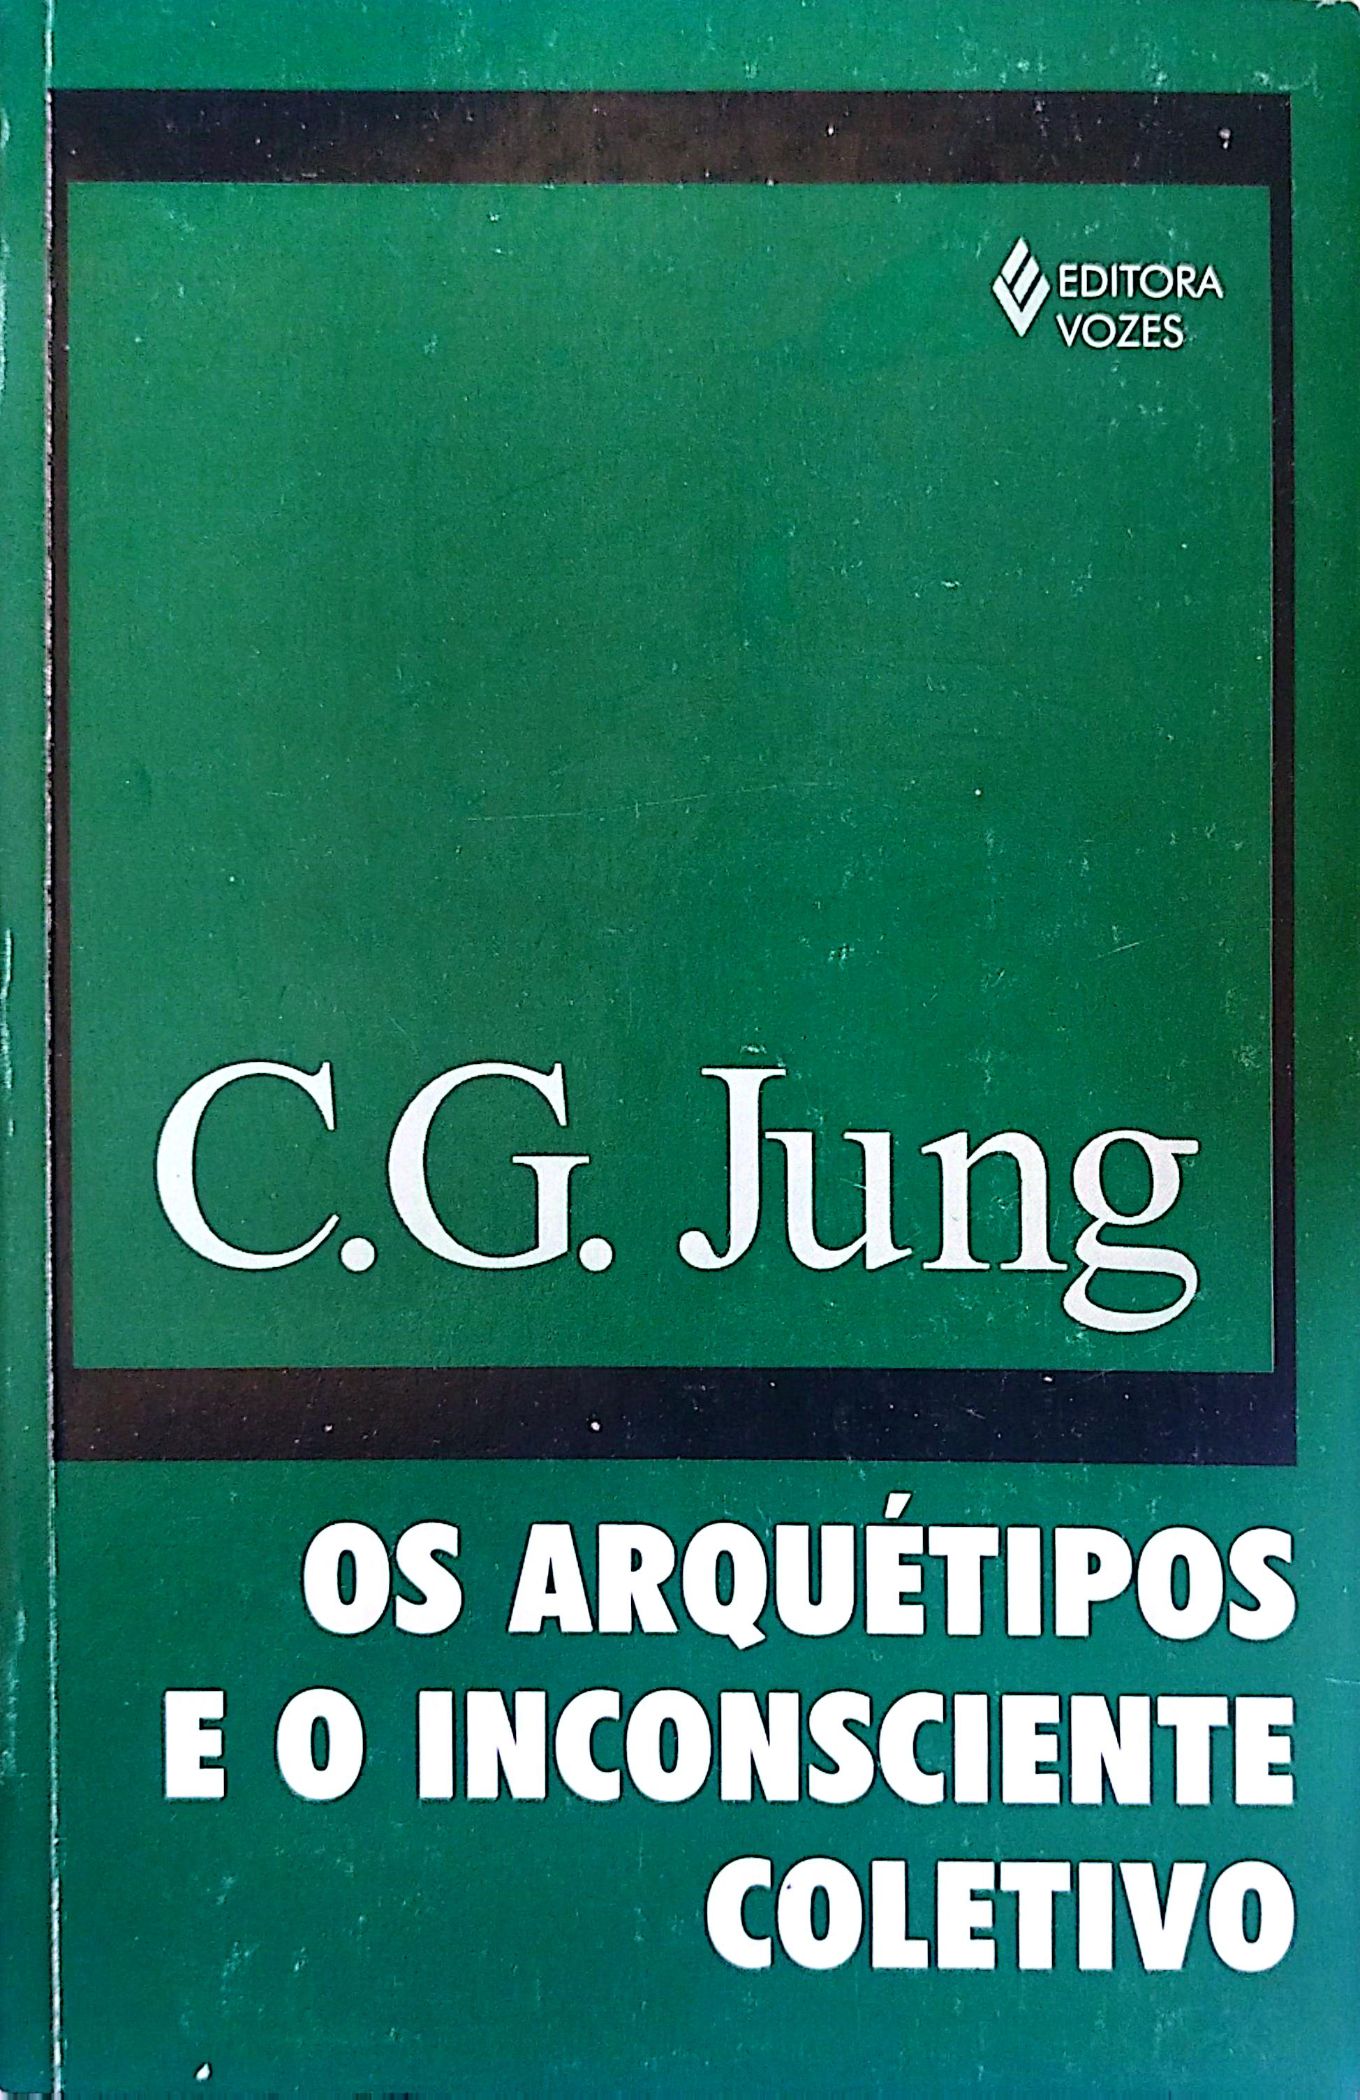 EDITORA
VOZES
C.G. Jung
OS ARQUÉTIPOS
E O INCONSCIENTE
COLETIVO